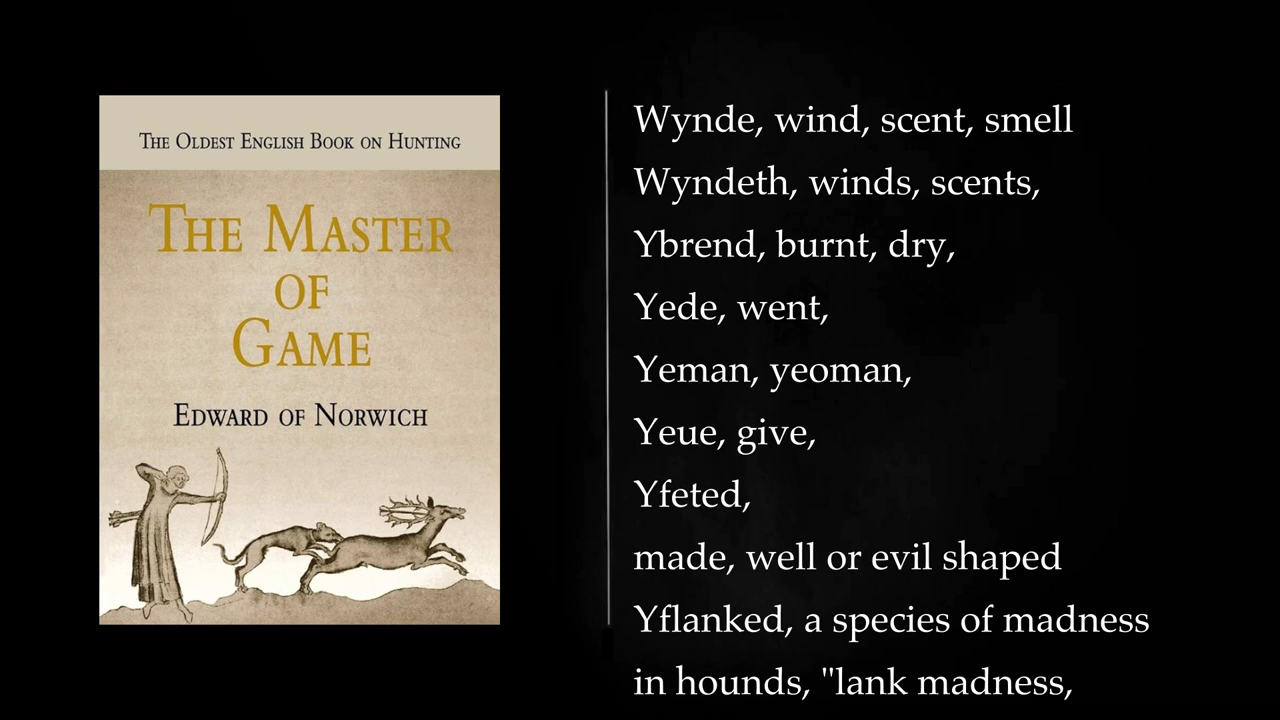 The Oldest English Book on Hunting
The Master
of
Game
Edward of Norwich
Wynde, wind, scent, smell
Wyndeth, winds, scents,
Ybrend, burnt, dry,
Yede, went,
Yeman, yeoman,
Yeue, give,
Yfeted,
made, well or evil shaped
Yflanked, a species of madness
in hounds, "lank madness,